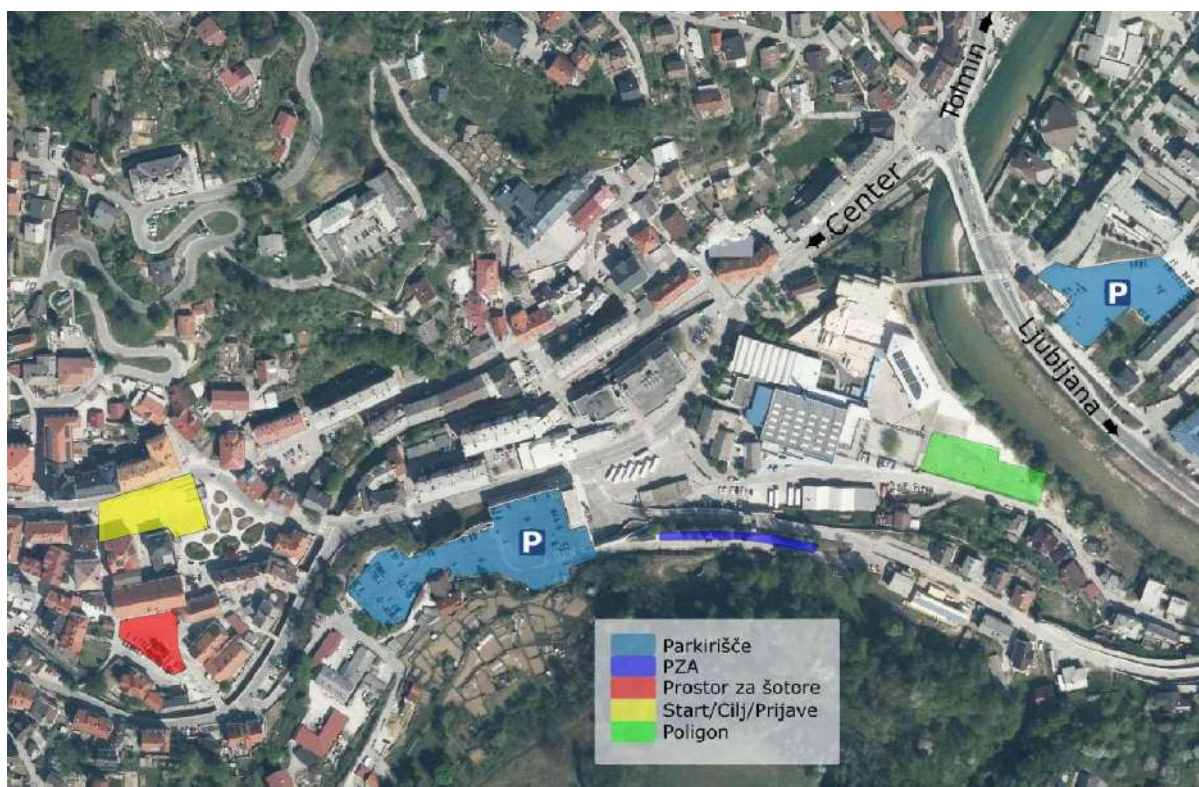 Tolmin
Center
P
Ljubljana
P
Parkirišče
PZA
Prostor za šotore
Start/Cilj/Prijave
Poligon